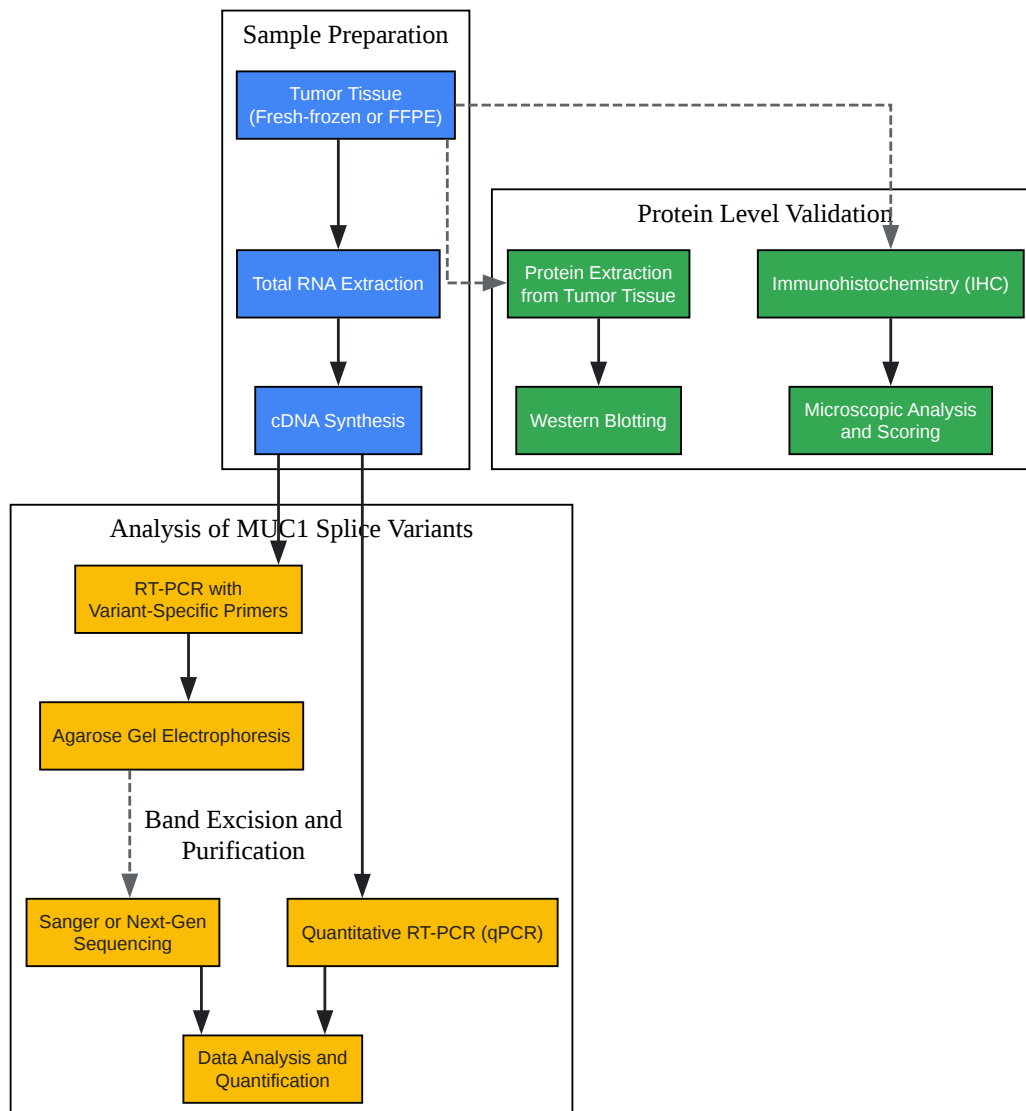 Sample Preparation
Tumor Tissue
(Fresh-frozen or FFPE)
Total RNA Extraction
cDNA Synthesis
Protein Level Validation
Protein Extraction
from Tumor Tissue
Immunohistochemistry (IHC)
Western Blotting
Microscopic Analysis
and Scoring
Analysis of MUC1 Splice Variants
RT-PCR with
Variant-Specific Primers
Agarose Gel Electrophoresis
Band Excision and
Purification
Sanger or Next-Gen
Sequencing
Quantitative RT-PCR (qPCR)
Data Analysis and
Quantification